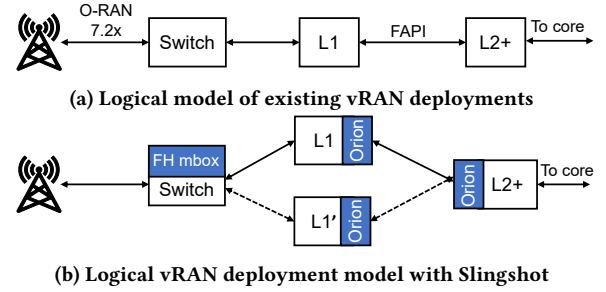 O-RAN
7.2x
Switch
L1
FAPI
L2+
To core
(a) Logical model of existing vRAN deployments
FH mbox
Switch
L1
Orion
L1′
Orion
Orion
L2+
To core
(b) Logical vRAN deployment model with Slingshot